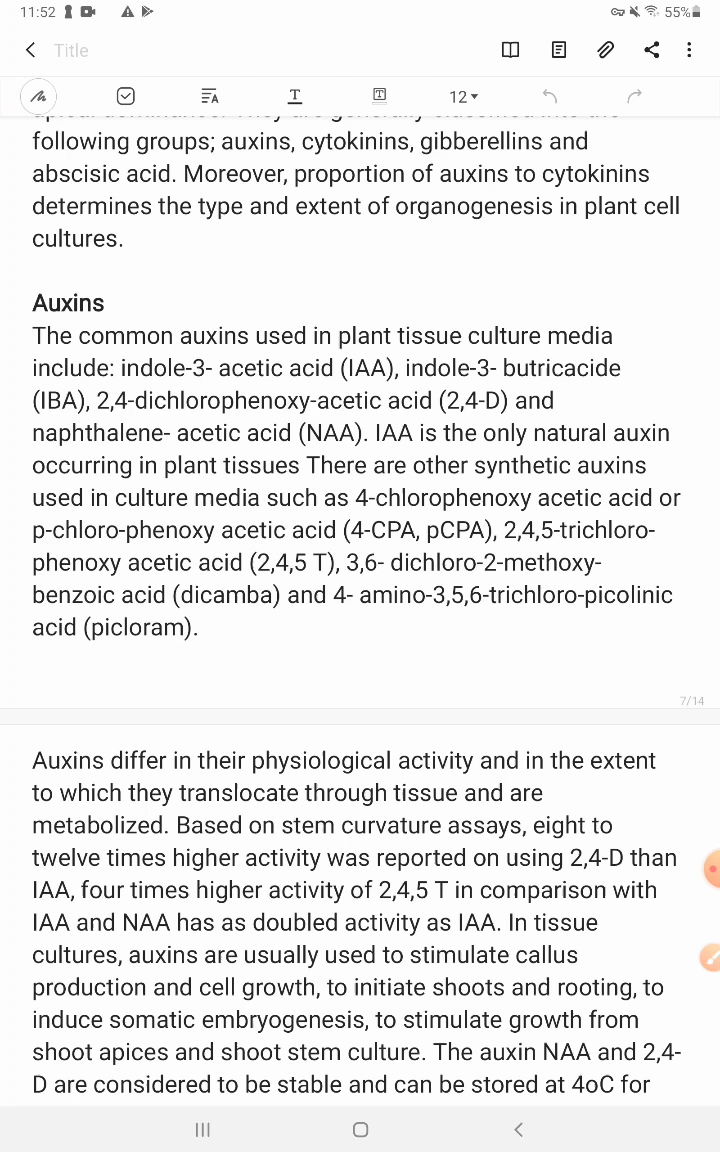 11:52
55%
Title
12
following groups; auxins, cytokinins, gibberellins and
abscisic acid. Moreover, proportion of auxins to cytokinins
determines the type and extent of organogenesis in plant cell
cultures.
Auxins
The common auxins used in plant tissue culture media
include: indole-3- acetic acid (IAA), indole-3- butricacide
(IBA), 2,4-dichlorophenoxy-acetic acid (2,4-D) and
naphthalene- acetic acid (NAA). IAA is the only natural auxin
occurring in plant tissues There are other synthetic auxins
used in culture media such as 4-chlorophenoxy acetic acid or
p-chloro-phenoxy acetic acid (4-CPA, pCPA), 2,4,5-trichloro-
phenoxy acetic acid (2,4,5 T), 3,6- dichloro-2-methoxy-
benzoic acid (dicamba) and 4- amino-3,5,6-trichloro-picolinic
acid (picloram).
7/14
Auxins differ in their physiological activity and in the extent
to which they translocate through tissue and are
metabolized. Based on stem curvature assays, eight to
twelve times higher activity was reported on using 2,4-D than
IAA, four times higher activity of 2,4,5 T in comparison with
IAA and NAA has as doubled activity as IAA. In tissue
cultures, auxins are usually used to stimulate callus
production and cell growth, to initiate shoots and rooting, to
induce somatic embryogenesis, to stimulate growth from
shoot apices and shoot stem culture. The auxin NAA and 2,4-
D are considered to be stable and can be stored at 4oC for